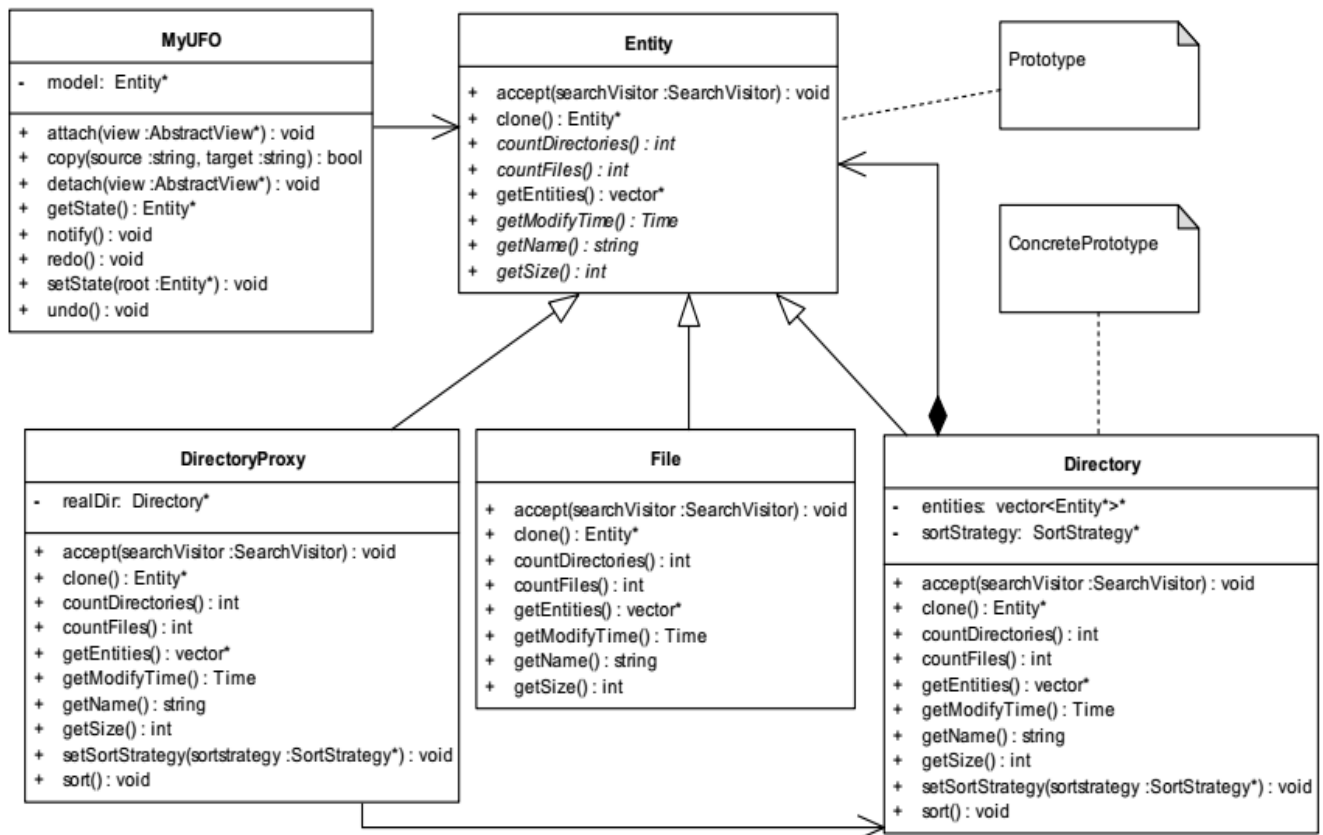 MyUFO
- model: Entity*
+ attach(view :AbstractView*) : void
+ copy(source :string, target :string) : bool
+ detach(view :AbstractView*) : void
+ getState() : Entity*
+ notify() : void
+ redo() : void
+ setState(root :Entity*) : void
+ undo() : void
Entity
+ accept(searchVisitor :SearchVisitor) : void
+ clone() : Entity*
+ countDirectories() : int
+ countFiles() : int
+ getEntities() : vector*
+ getModifyTime() : Time
+ getName() : string
+ getSize() : int
Prototype
ConcretePrototype
DirectoryProxy
- realDir: Directory*
+ accept(searchVisitor :SearchVisitor) : void
+ clone() : Entity*
+ countDirectories() : int
+ countFiles() : int
+ getEntities() : vector*
+ getModifyTime() : Time
+ getName() : string
+ getSize() : int
+ setSortStrategy(sortstrategy :SortStrategy*) : void
+ sort() : void
File
+ accept(searchVisitor :SearchVisitor) : void
+ clone() : Entity*
+ countDirectories() : int
+ countFiles() : int
+ getEntities() : vector*
+ getModifyTime() : Time
+ getName() : string
+ getSize() : int
Directory
- entities: vector<Entity*>*
- sortStrategy: SortStrategy*
+ accept(searchVisitor :SearchVisitor) : void
+ clone() : Entity*
+ countDirectories() : int
+ countFiles() : int
+ getEntities() : vector*
+ getModifyTime() : Time
+ getName() : string
+ getSize() : int
+ setSortStrategy(sortstrategy :SortStrategy*) : void
+ sort() : void